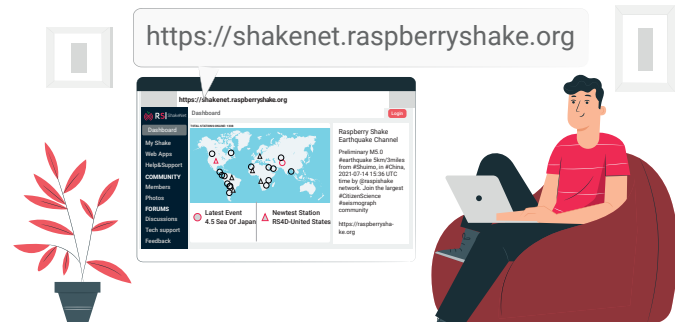 https://shakenet.raspberryshake.org
https://shakenet.raspberryshake.org
RS ShakeNet
Dashboard
Login
Dashboard
My Shake
Web Apps
Help&Support
COMMUNITY
Members
Photos
FORUMS
Discussions
Tech support
Feedback
Latest Event
4.5 Sea Of Japan
Newtest Station
RS4D-United States
Raspberry Shake
Earthquake Channel
Preliminary M5.0
#earthquake 5km/3miles
from #Shuimo, in #China,
2021-07-14 15:36 UTC
time by @raspishake
network. Join the largest
#CitizenScience
#seismograph
community
https://raspberrysha-
ke.org